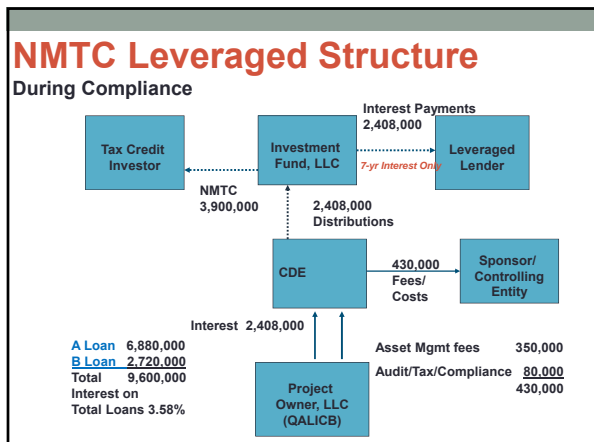 NMTC Leveraged Structure
During Compliance
Interest Payments
2,408,000
Tax Credit
Investor
Investment
Fund, LLC
7-yr Interest Only
Leveraged
Lender
NMTC
3,900,000
2,408,000
Distributions
CDE
430,000
Fees/
Costs
Sponsor/
Controlling
Entity
Interest 2,408,000
A Loan 6,880,000
B Loan 2,720,000
Total 9,600,000
Interest on
Total Loans 3.58%
Project
Owner, LLC
(QALICB)
Asset Mgmt fees 350,000
Audit/Tax/Compliance 80,000
430,000